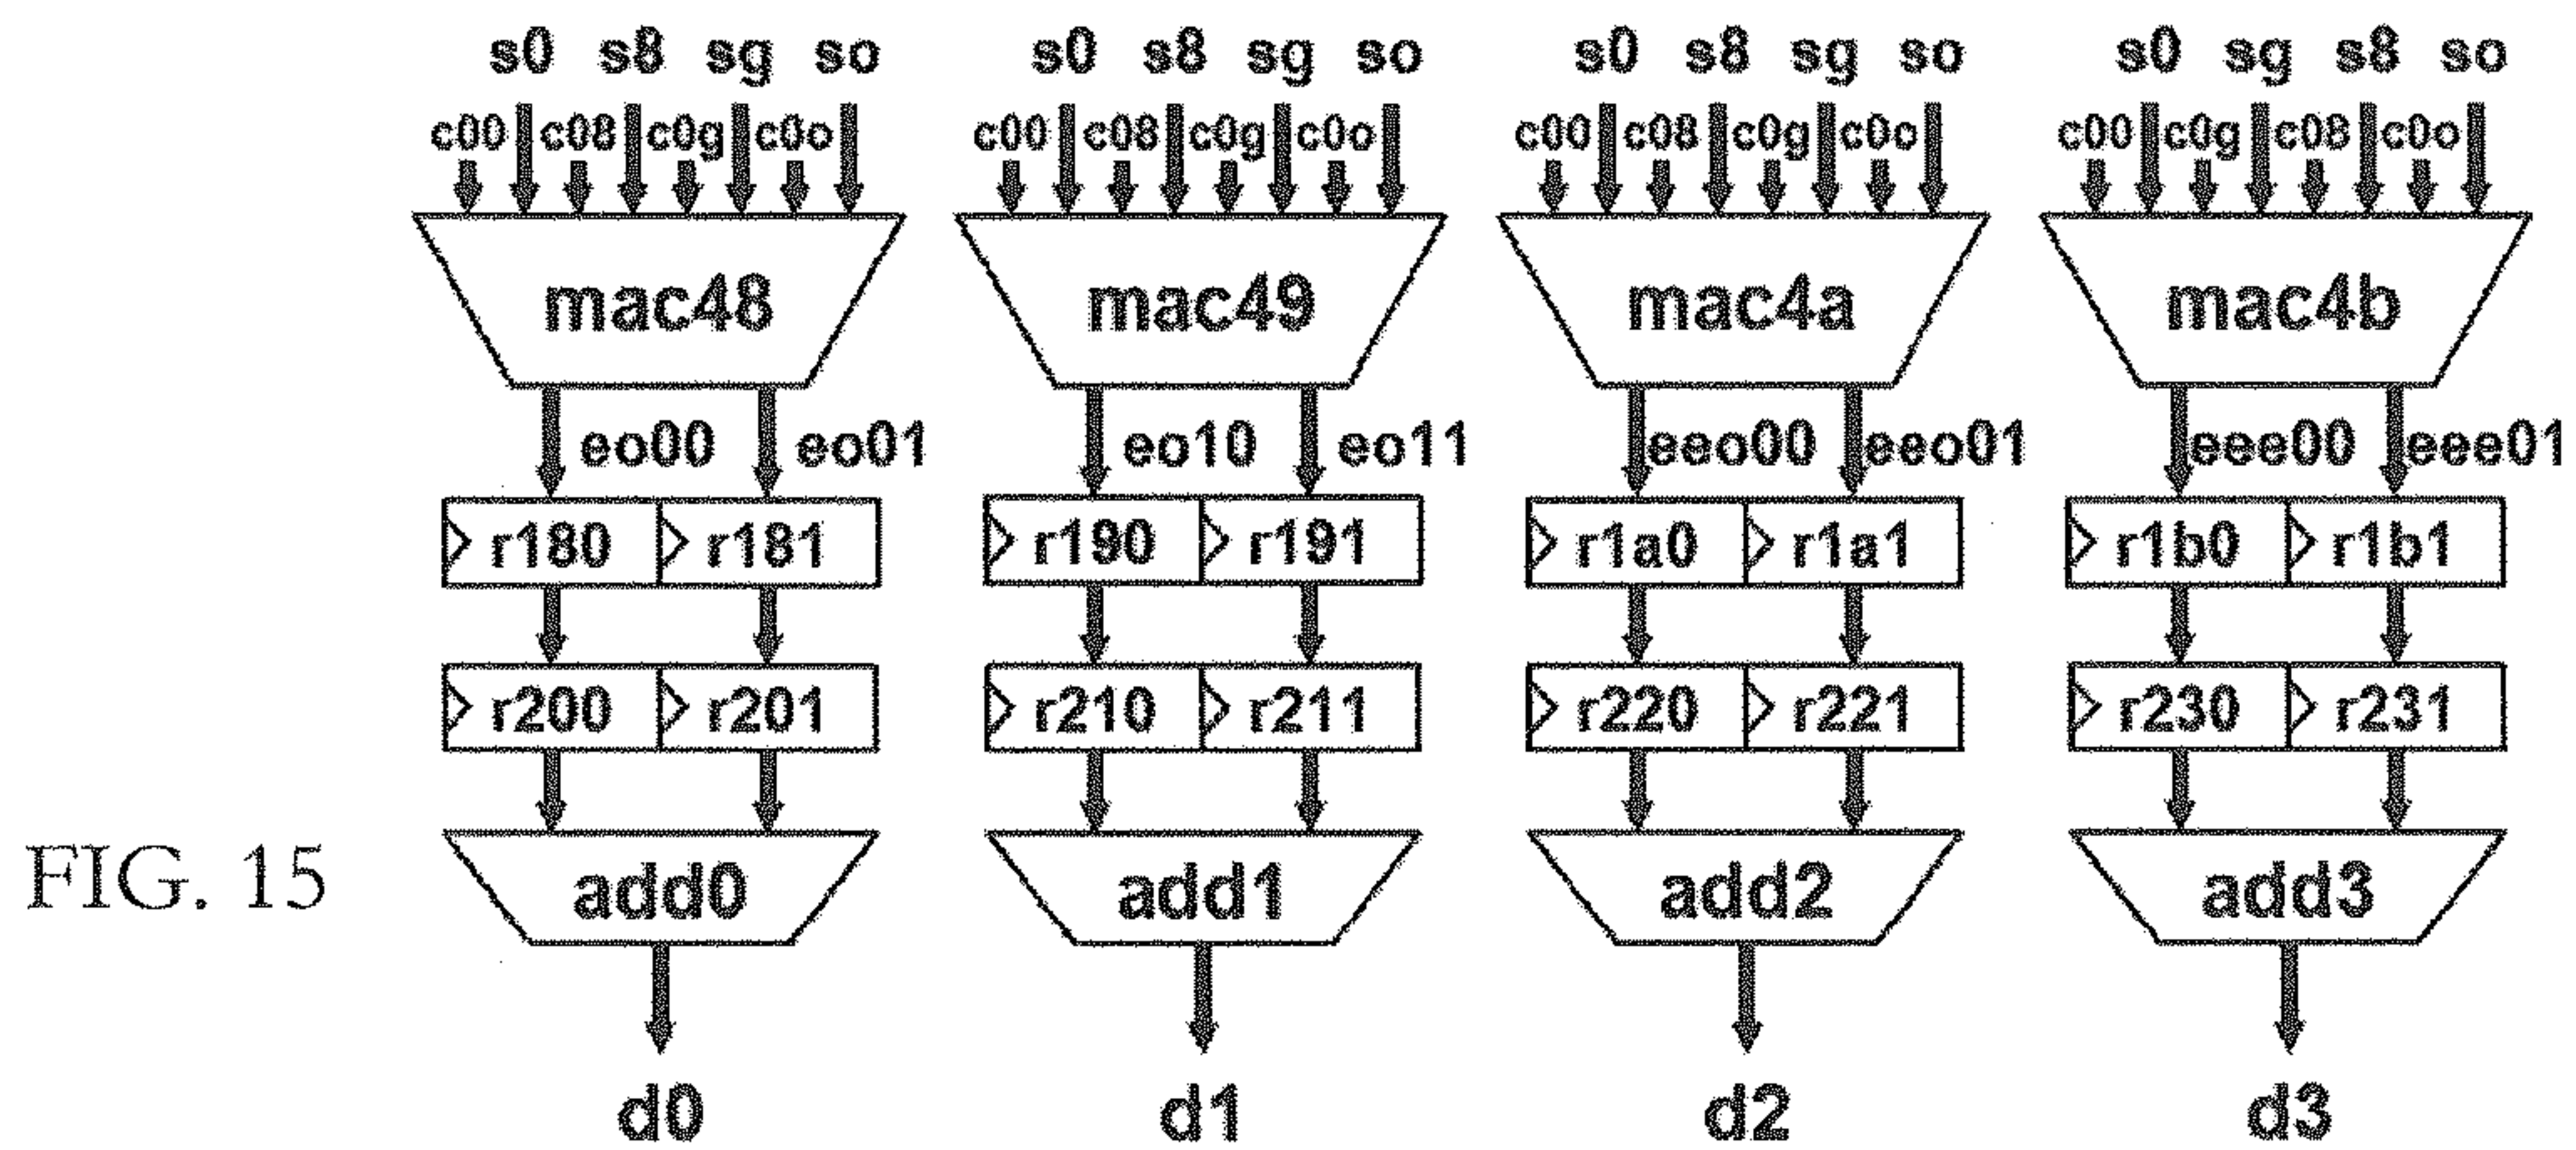 s0 s8 sg so s0 s8 sg so s0 s8 sg so s0 sg s8 so
c00 c08 c0g c0o c00 c08 c0g c0o c00 c08 c0g c0o c00 c0g c08 c0o
mac48 mac49 mac4a mac4b
eo00 eo01 eo10 eo11 eeo00 eeo01 eee00 eee01
r180 r181 r190 r191 r1a0 r1a1 r1b0 r1b1
r200 r201 r210 r211 r220 r221 r230 r231
FIG. 15 add0 add1 add2 add3
d0 d1 d2 d3